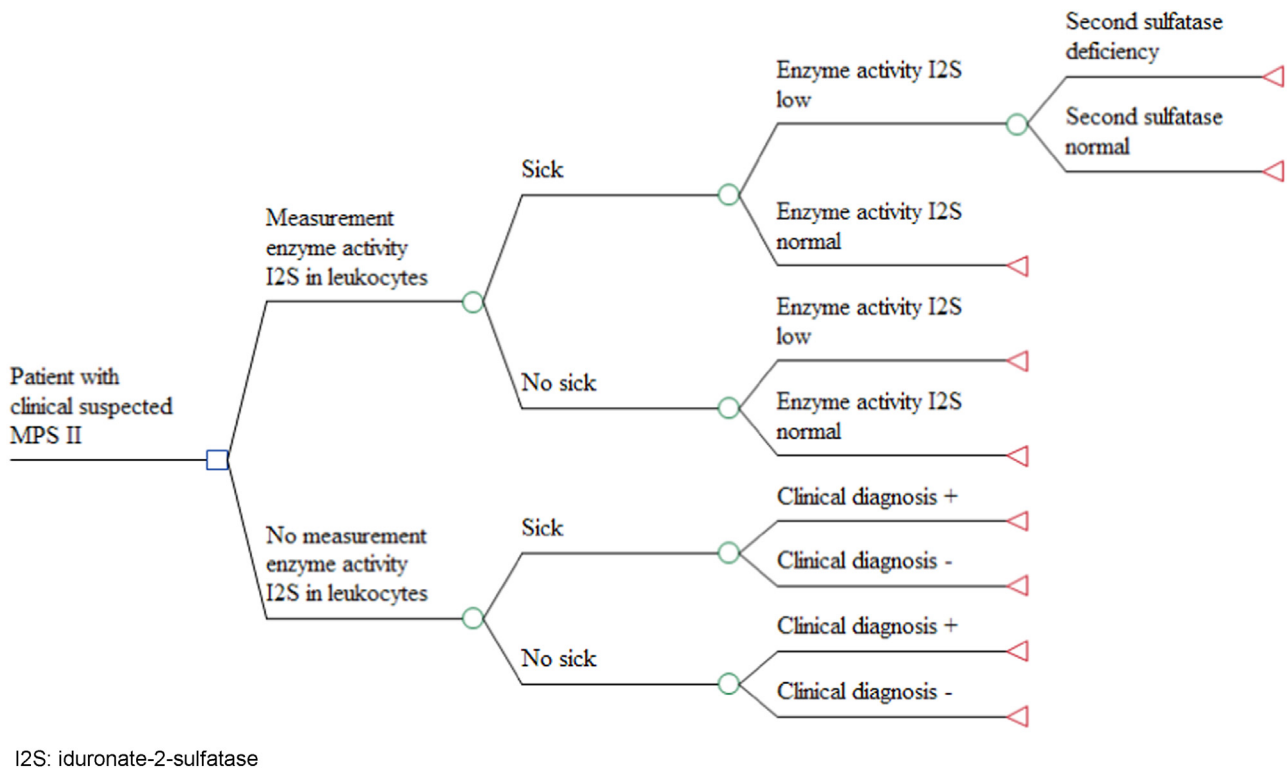 Second sulfatase
deficiency
Enzyme activity I2S
low
Second sulfatase
normal
Sick
Measurement
enzyme activity
I2S in leukocytes
Enzyme activity I2S
normal
Enzyme activity I2S
low
Patient with
clinical suspected
MPS II
No sick
Enzyme activity I2S
normal
Clinical diagnosis +
Sick
No measurement
enzyme activity
I2S in leukocytes
Clinical diagnosis -
Clinical diagnosis +
No sick
Clinical diagnosis -
I2S: iduronate-2-sulfatase